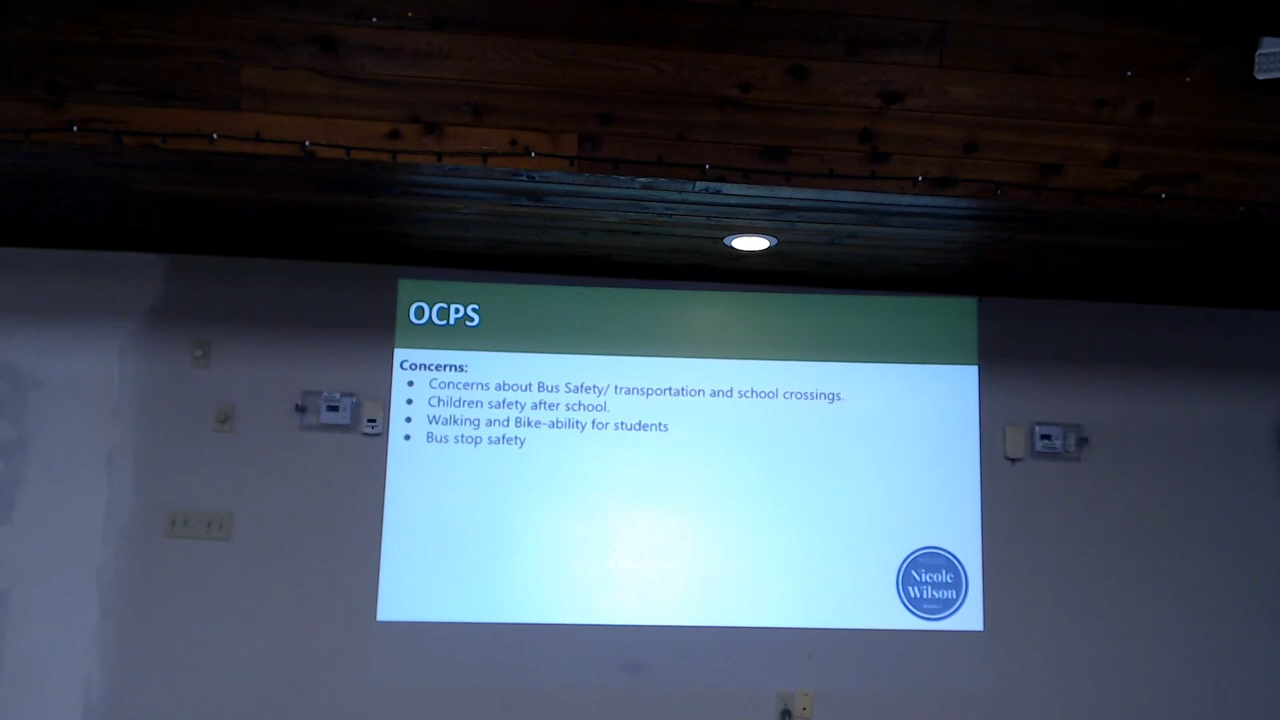 OCPS
Concerns:
● Concerns about Bus Safety/ transportation and school crossings.
● Children safety after school.
● Walking and Bike-ability for students
● Bus stop safety
Nicole
Wilson